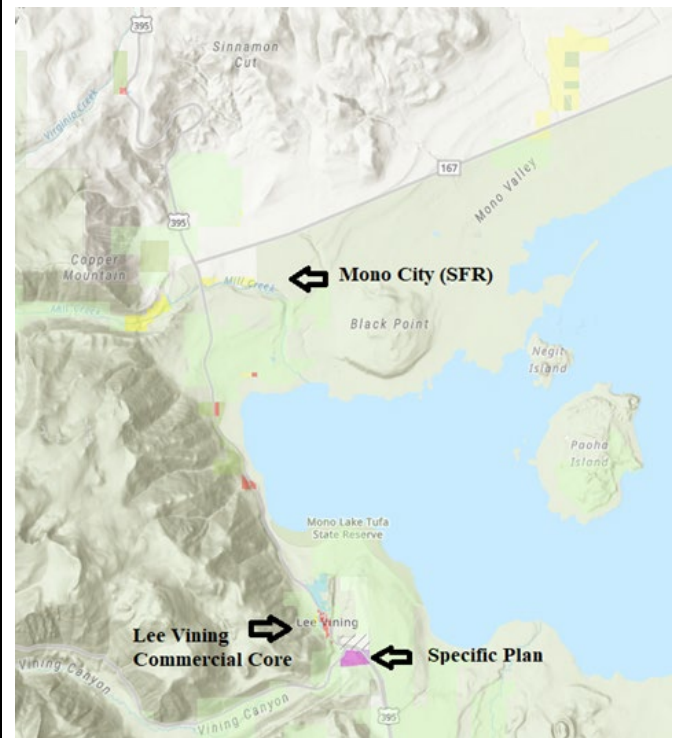 395
Sinnamon
Cut
Virginia Creek
167
Mono Valley
395
Copper
Mountain
Mill Creek
Mono City (SFR)
Mill Creek
Black Point
Negit
Island
Paoha
Island
Mono Lake Tufa
State Reserve
Lee Vining
Lee Vining
Commercial Core
Specific Plan
Vining Canyon
Vining Canyon
395